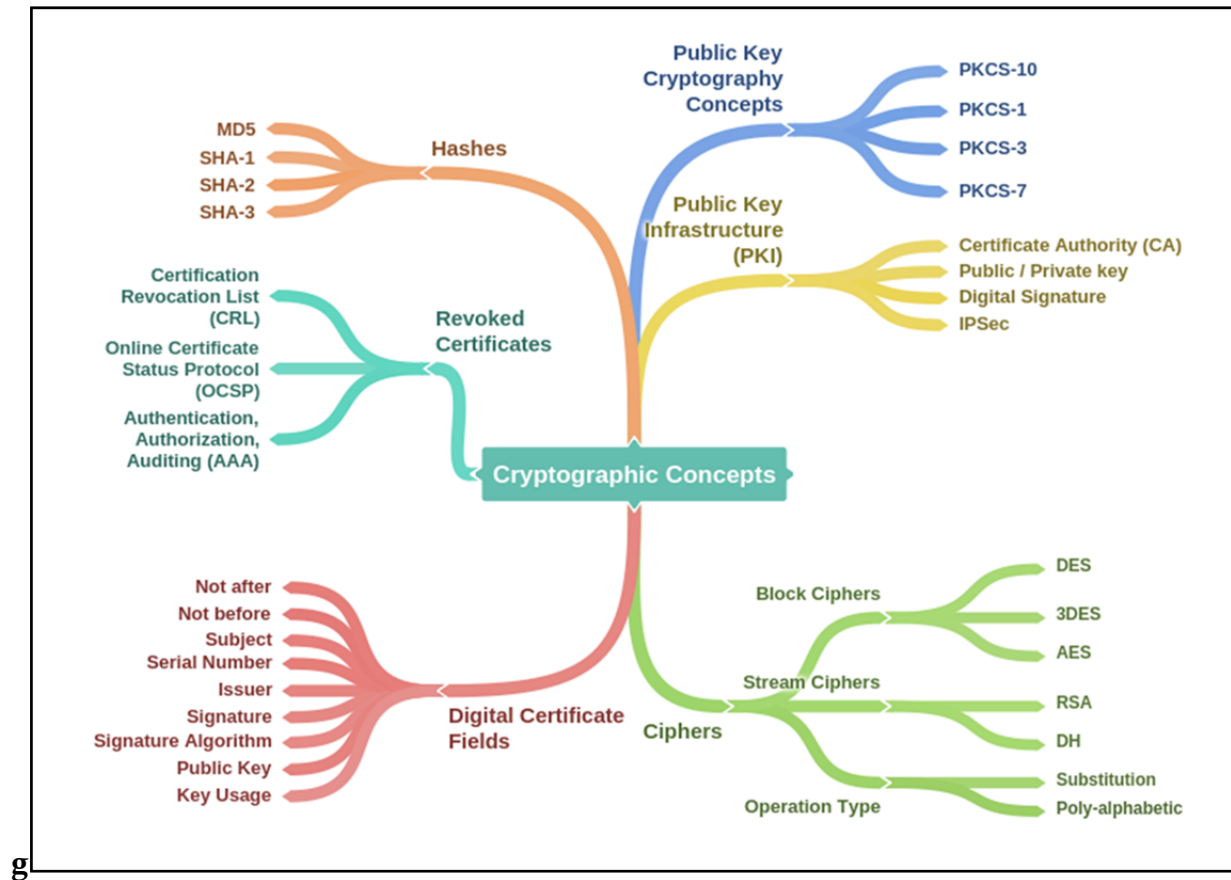 Public Key
Cryptography
Concepts
PKCS-10
PKCS-1
PKCS-3
PKCS-7
Hashes
MD5
SHA-1
SHA-2
SHA-3
Public Key
Infrastructure
(PKI)
Certificate Authority (CA)
Public / Private key
Digital Signature
IPSec
Revoked
Certificates
Certification
Revocation List
(CRL)
Online Certificate
Status Protocol
(OCSP)
Authentication,
Authorization,
Auditing (AAA)
Cryptographic Concepts
Digital Certificate
Fields
Not after
Not before
Subject
Serial Number
Issuer
Signature
Signature Algorithm
Public Key
Key Usage
Ciphers
Block Ciphers
DES
3DES
AES
Stream Ciphers
RSA
DH
Operation Type
Substitution
Poly-alphabetic
g